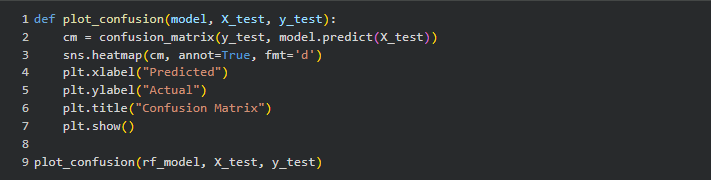 1 def plot_confusion(model, X_test, y_test):
2     cm = confusion_matrix(y_test, model.predict(X_test))
3     sns.heatmap(cm, annot=True, fmt='d')
4     plt.xlabel("Predicted")
5     plt.ylabel("Actual")
6     plt.title("Confusion Matrix")
7     plt.show()
8
9 plot_confusion(rf_model, X_test, y_test)